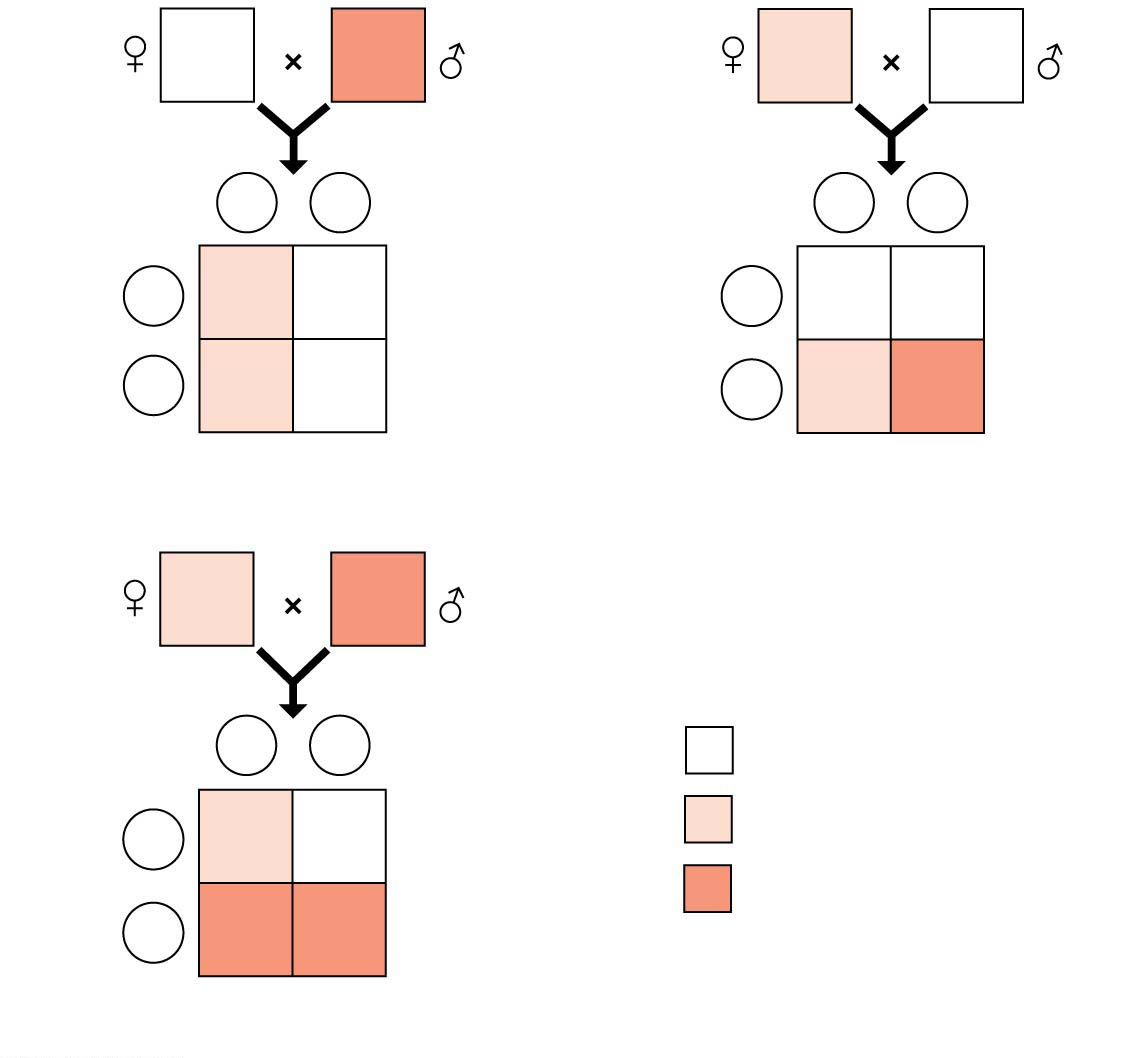 ♀ × ♂
♀ × ♂
♀ × ♂